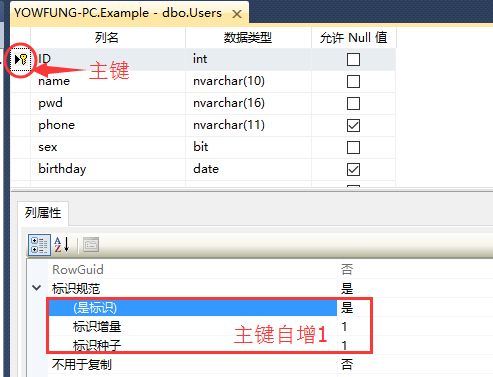 YOWFUNG-PC.Example - dbo.Users ×
列名 数据类型 允许 Null 值
ID int
主键
name nvarchar(10)
pwd nvarchar(16)
phone nvarchar(11)
sex bit
birthday date
列属性
RowGuid 否
标识规范 是
(是标识) 是
标识增量 1
主键自增1
标识种子 1
不用于复制 否